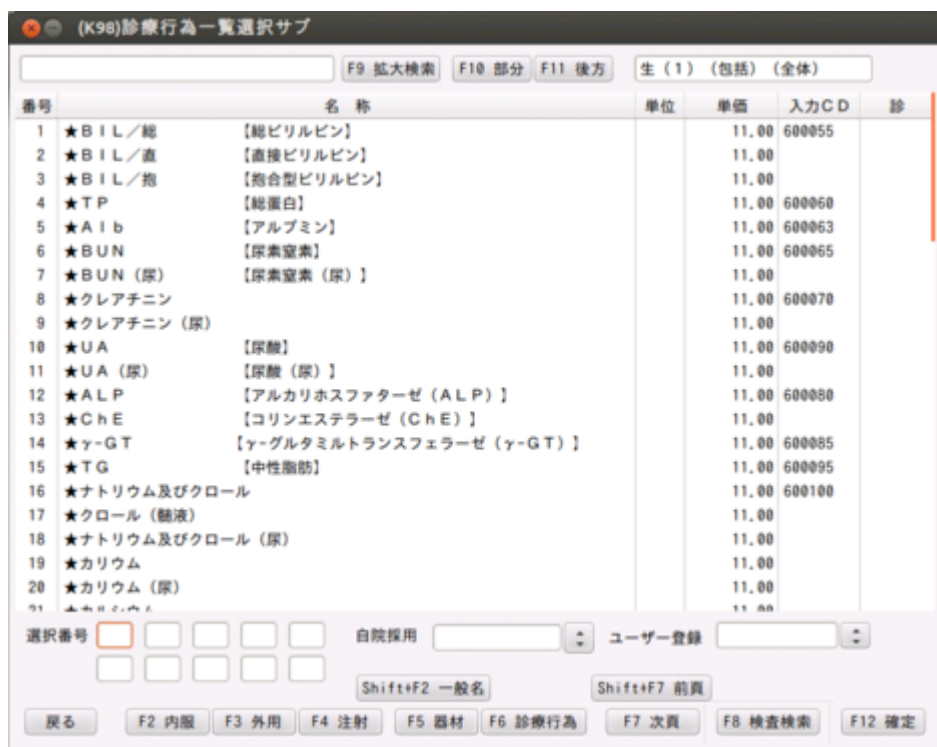 (K98)診療行為一覧選択サブ
F9 拡大検索 F10 部分 F11 後方 生（1）（包括）（全体）
番号 名 称 単位 単価 入力CD 診
1 ★ＢＩＬ／総 【総ビリルビン】 11.00 600055
2 ★ＢＩＬ／直 【直接ビリルビン】 11.00
3 ★ＢＩＬ／抱 【抱合型ビリルビン】 11.00
4 ★ＴＰ 【総蛋白】 11.00 600060
5 ★Ａｌｂ 【アルブミン】 11.00 600063
6 ★ＢＵＮ 【尿素窒素】 11.00 600065
7 ★ＢＵＮ（尿） 【尿素窒素（尿）】 11.00
8 ★クレアチニン 11.00 600070
9 ★クレアチニン（尿） 11.00
10 ★ＵＡ 【尿酸】 11.00 600090
11 ★ＵＡ（尿） 【尿酸（尿）】 11.00
12 ★ＡＬＰ 【アルカリホスファターゼ（ＡＬＰ）】 11.00 600080
13 ★ＣｈＥ 【コリンエステラーゼ（ＣｈＥ）】 11.00
14 ★γ-ＧＴ 【γ-グルタミルトランスフェラーゼ（γ-ＧＴ）】 11.00 600085
15 ★ＴＧ 【中性脂肪】 11.00 600095
16 ★ナトリウム及びクロール 11.00 600100
17 ★クロール（髄液） 11.00
18 ★ナトリウム及びクロール（尿） 11.00
19 ★カリウム 11.00
20 ★カリウム（尿） 11.00
選択番号 自院採用 ユーザー登録
Shift+F2 一般名 Shift+F7 前頁
戻る F2 内服 F3 外用 F4 注射 F5 器材 F6 診療行為 F7 次頁 F8 検査検索 F12 確定